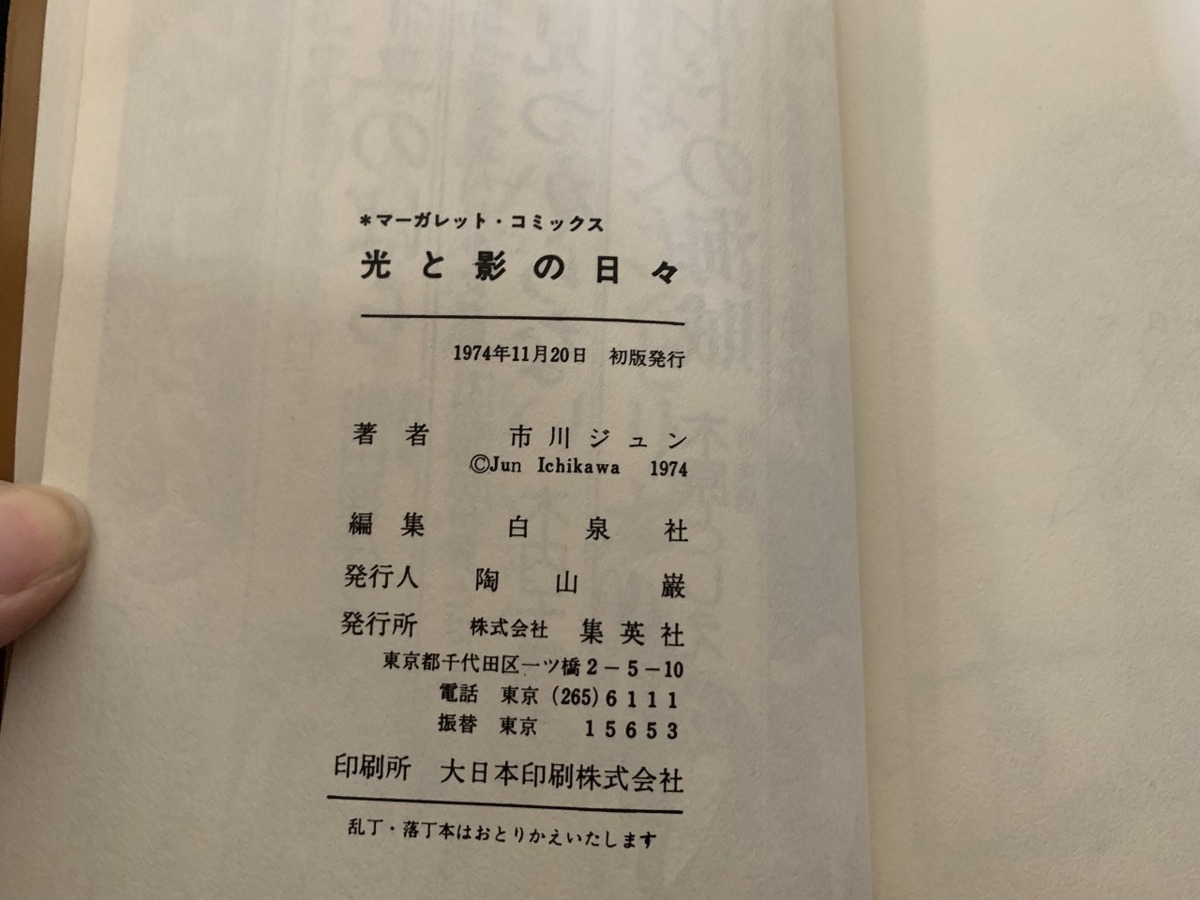 *マーガレット・コミックス
光と影の日々
1974年11月20日 初版発行
著者 市川ジュン
©Jun Ichikawa 1974
編集 白泉社
発行人 陶山巌
発行所 株式会社 集英社
東京都千代田区一ツ橋2-5-10
電話 東京 (265)6111
振替 東京 15653
印刷所 大日本印刷株式会社
乱丁・落丁本はおとりかえいたします